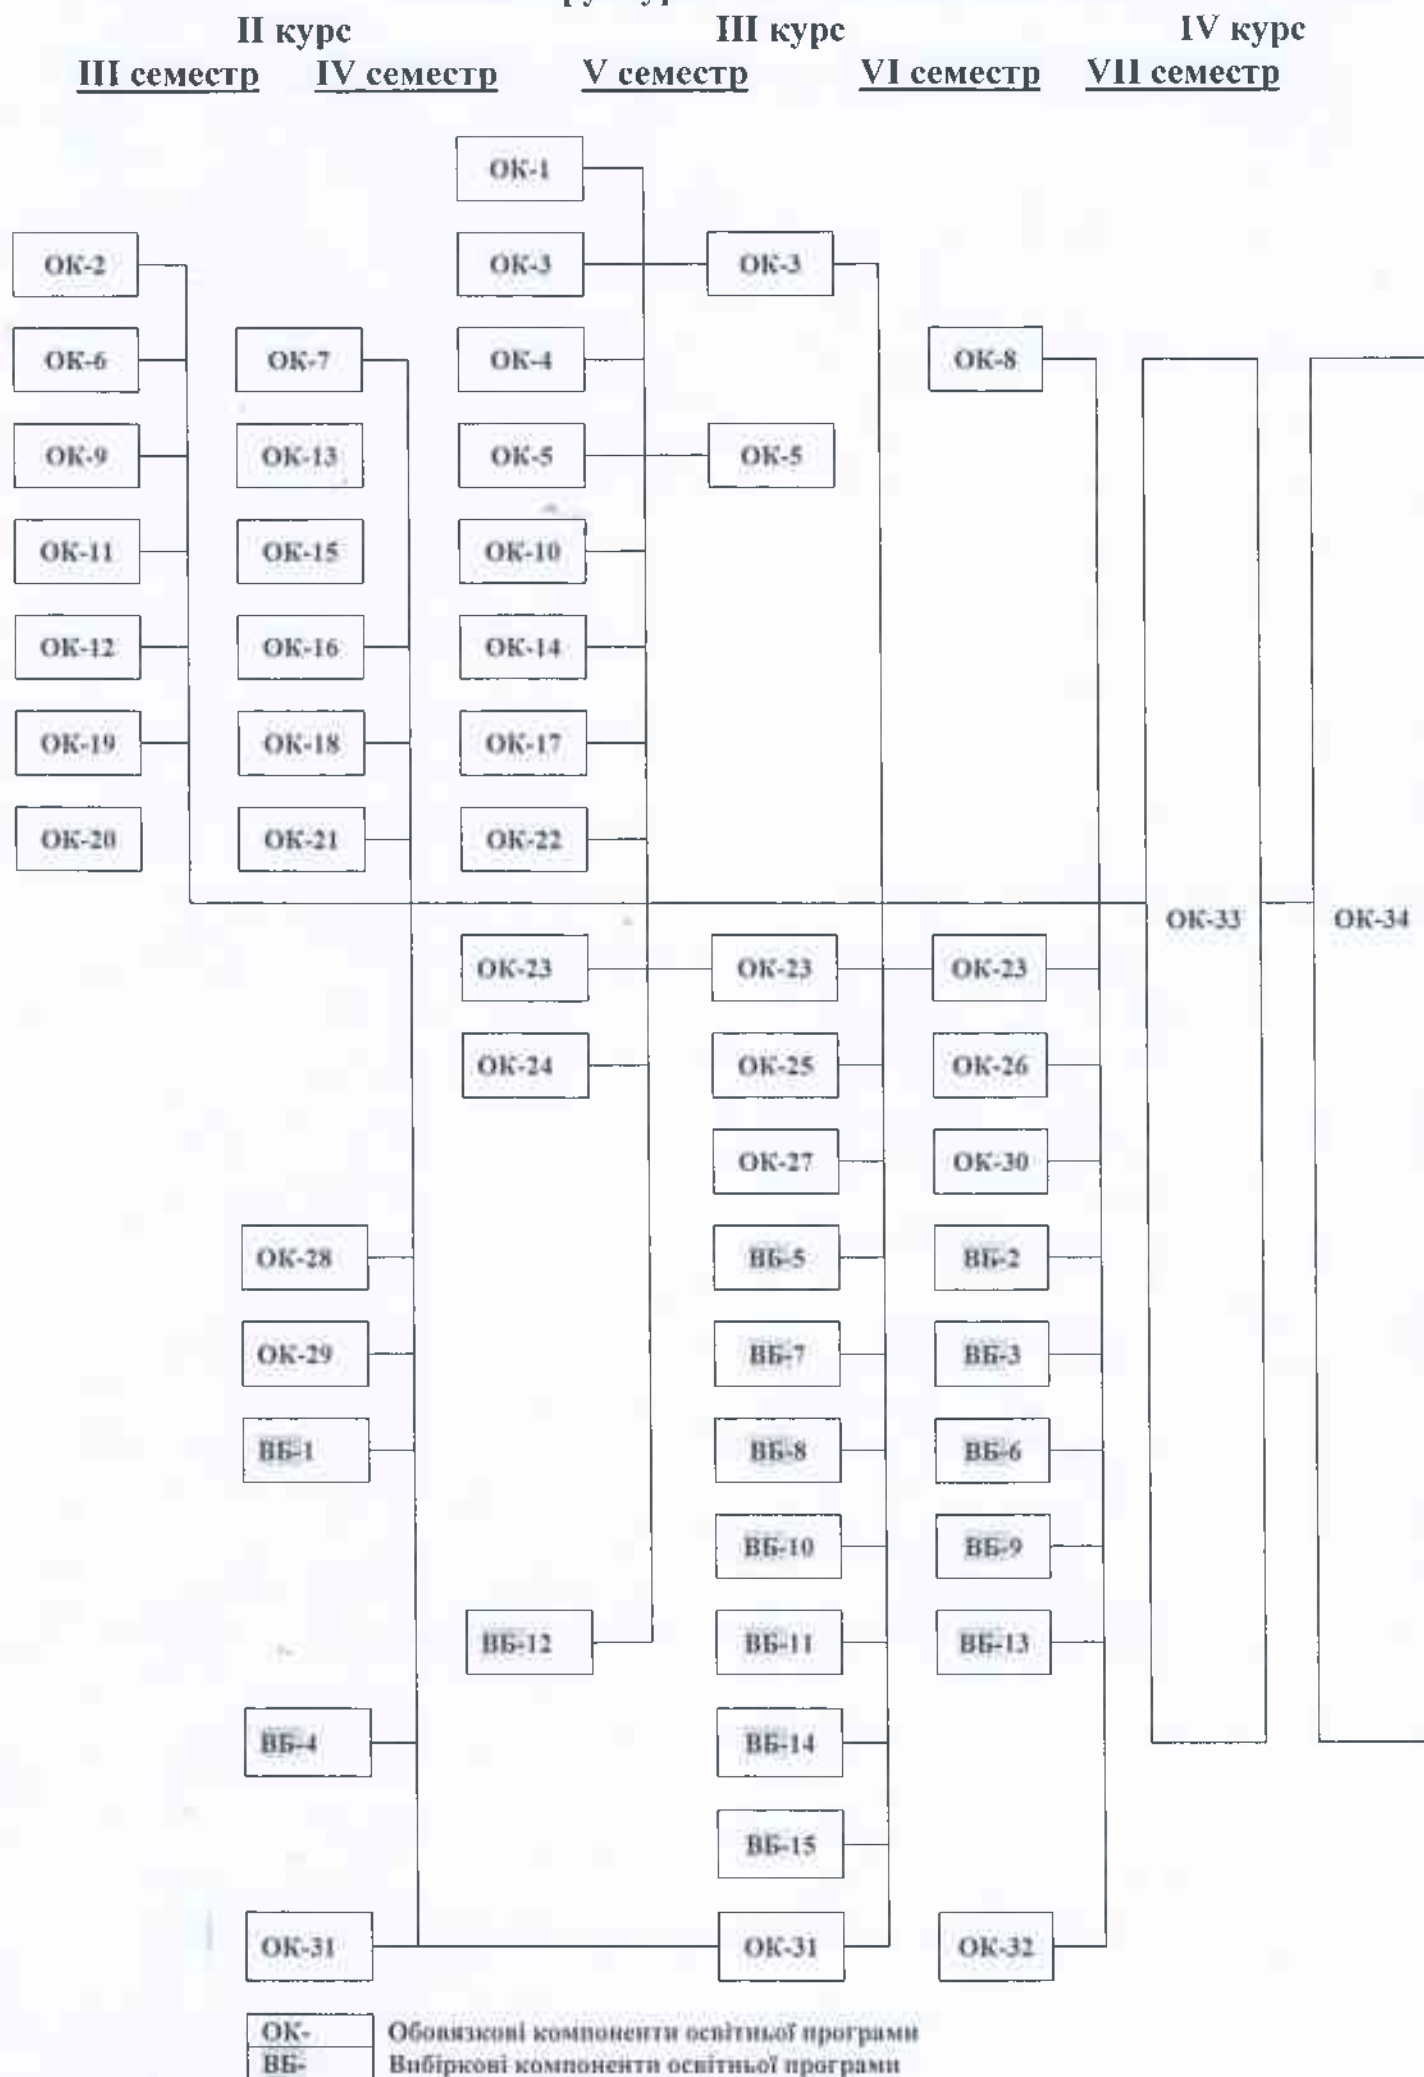 II курс III курс IV курс
III семестр IV семестр V семестр VI семестр VII семестр
ОК-1
ОК-2 ОК-3 ОК-3
ОК-6 ОК-7 ОК-4 ОК-8
ОК-9 ОК-13 ОК-5 ОК-5
ОК-11 ОК-15 ОК-10
ОК-12 ОК-16 ОК-14
ОК-19 ОК-18 ОК-17
ОК-20 ОК-21 ОК-22
ОК-33 ОК-34
ОК-23 ОК-23 ОК-23
ОК-24 ОК-25 ОК-26
ОК-27 ОК-30
ОК-28 ВБ-5 ВБ-2
ОК-29 ВБ-7 ВБ-3
ВБ-1 ВБ-8 ВБ-6
ВБ-10 ВБ-9
ВБ-12 ВБ-11 ВБ-13
ВБ-4 ВБ-14
ВБ-15
ОК-31 ОК-31 ОК-32
ОК- Обовязкові компоненти освітньої програми
ВБ- Вибіркові компоненти освітньої програми